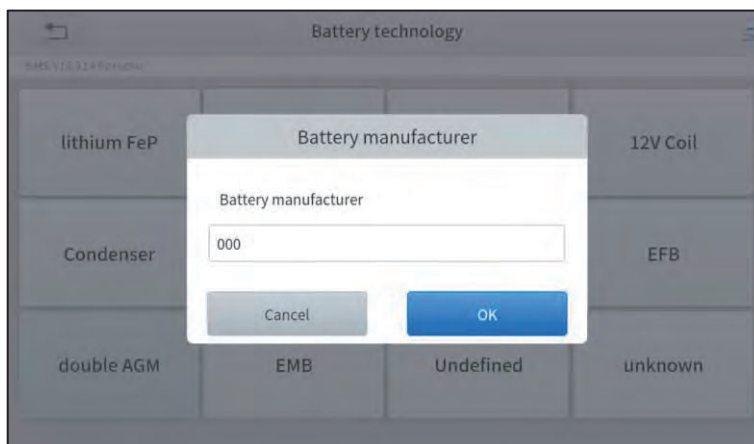 Battery technology
lithium FeP
12V Coil
Battery manufacturer
Battery manufacturer
000
Condenser
EFB
Cancel
OK
double AGM
EMB
Undefined
unknown